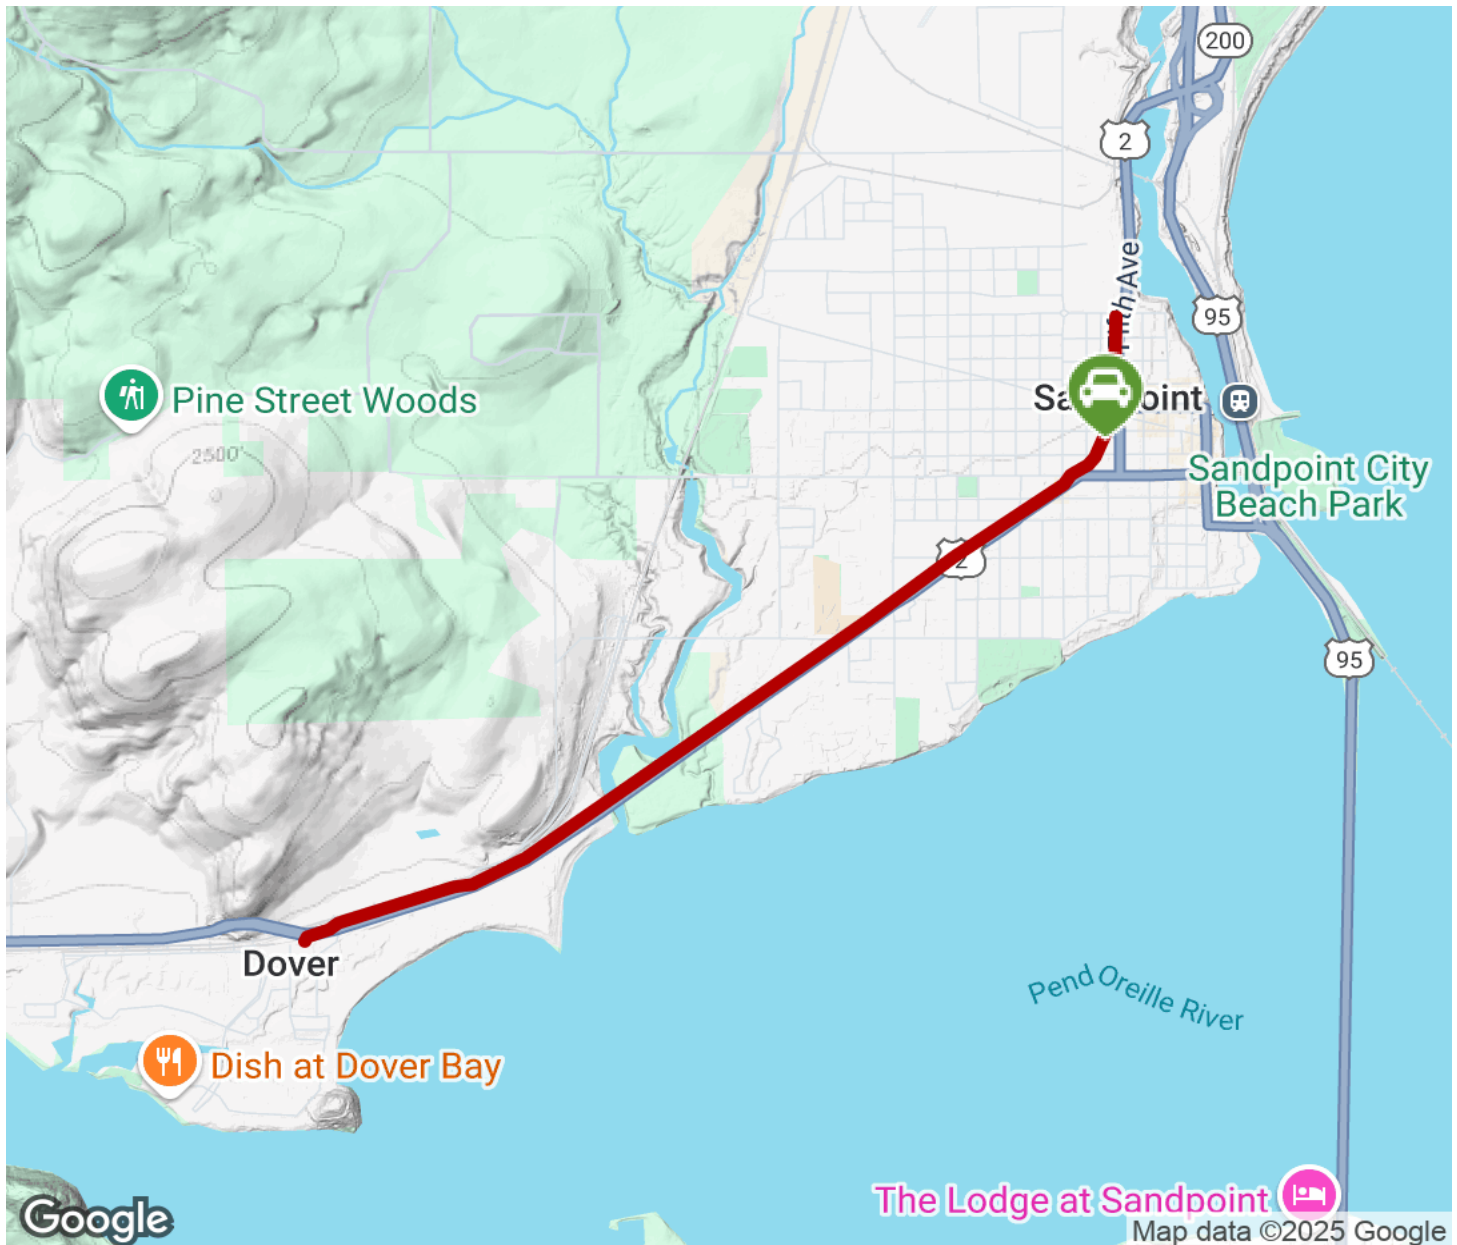 200
2
Fifth Ave
95
Pine Street Woods
2500'
Sandpoint City
Beach Park
2
95
Dover
Pend Oreille River
Dish at Dover Bay
The Lodge at Sandpoint
Google
Map data ©2025 Google